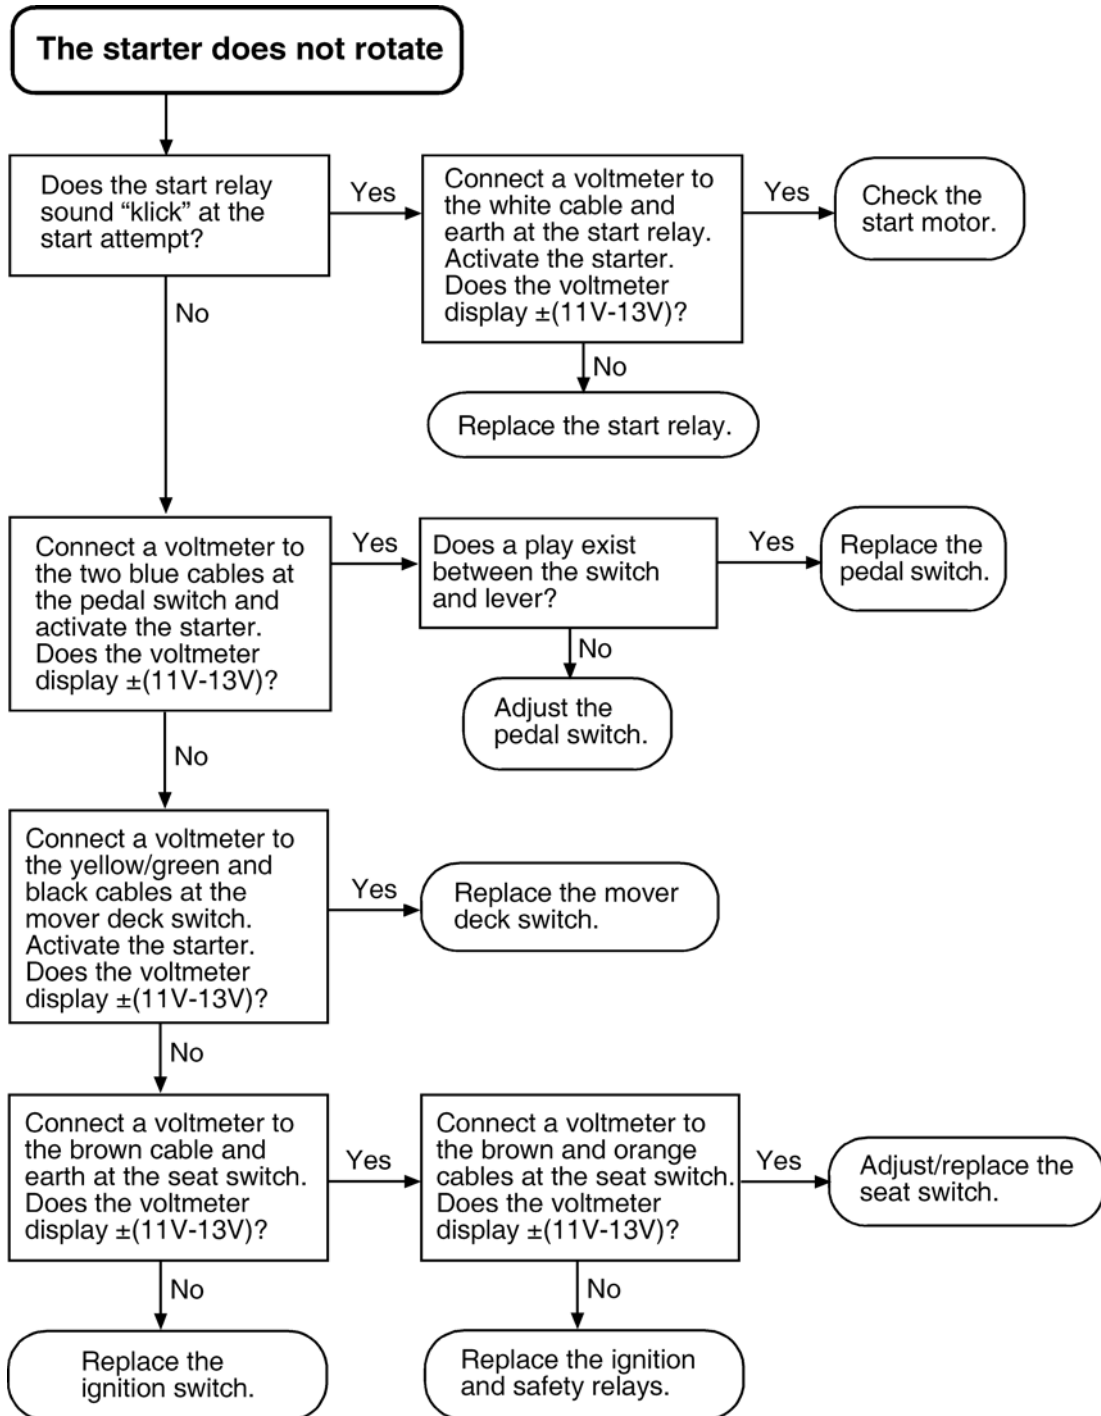 The starter does not rotate
Does the start relay
sound “klick” at the
start attempt?
Yes
Connect a voltmeter to
the white cable and
earth at the start relay.
Activate the starter.
Does the voltmeter
display ±(11V-13V)?
Yes
Check the
start motor.
No
No
Replace the start relay.
Connect a voltmeter to
the two blue cables at
the pedal switch and
activate the starter.
Does the voltmeter
display ±(11V-13V)?
Yes
Does a play exist
between the switch
and lever?
Yes
Replace the
pedal switch.
No
Adjust the
pedal switch.
No
Connect a voltmeter to
the yellow/green and
black cables at the
mover deck switch.
Activate the starter.
Does the voltmeter
display ±(11V-13V)?
Yes
Replace the mover
deck switch.
No
Connect a voltmeter to
the brown cable and
earth at the seat switch.
Does the voltmeter
display ±(11V-13V)?
Yes
Connect a voltmeter to
the brown and orange
cables at the seat switch.
Does the voltmeter
display ±(11V-13V)?
Yes
Adjust/replace the
seat switch.
No
No
Replace the
ignition switch.
Replace the ignition
and safety relays.